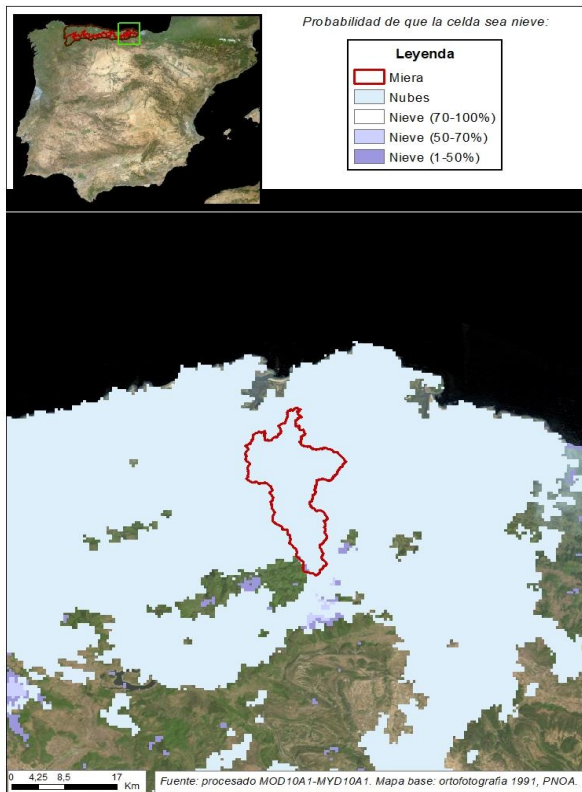 Probabilidad de que la celda sea nieve:
Leyenda
Miera
Nubes
Nieve (70-100%)
Nieve (50-70%)
Nieve (1-50%)
0 4,25 8,5 17
Km
Fuente: procesado MOD10A1-MYD10A1. Mapa base: ortofotografia 1991, PNOA.